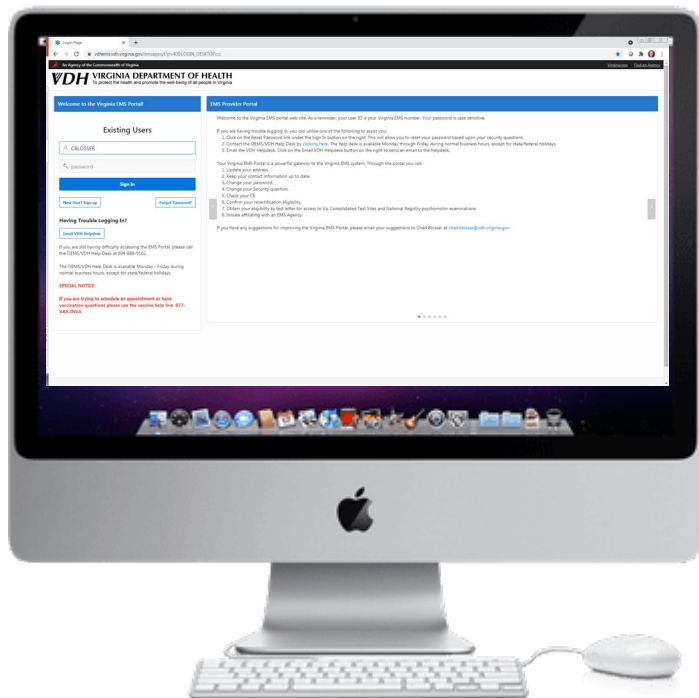 Login Page
vdhems.vdh.virginia.gov/emsapps/f?p=400:LOGIN_DESKTOP:::::
An Agency of the Commonwealth of Virginia
Virginia.gov Find an Agency
VDH VIRGINIA DEPARTMENT OF HEALTH
To protect the health and promote the well-being of all people in Virginia
Welcome to the Virginia EMS Portal!
Existing Users
CBLOSSER
password
Sign In
New User? Sign up Forgot Password?
Having Trouble Logging In?
Email VDH Helpdesk
If you are still having difficulty accessing the EMS Portal, please call
the OEMS/VDH Help Desk at 804-888-9102.
The OEMS/VDH Help Desk is available Monday - Friday during
normal business hours, except for state/federal holidays.
SPECIAL NOTICE:
If you are trying to schedule an appointment or have
vaccination questions please use the vaccine help line. 877-
VAX-INVA
EMS Provider Portal
Welcome to the Virginia EMS portal web site. As a reminder, your user ID is your Virginia EMS number. Your password is case sensitive.
If you are having trouble logging in, you can utilize one of the following to assist you:
1. Click on the Reset Password link under the Sign In button on the right. This will allow you to reset your password based upon your security questions.
2. Contact the OEMS/VDH Help Desk by clicking here. The help desk is available Monday through Friday during normal business hours, except for state/federal holidays.
3. Email the VDH Helpdesk. Click on the Email VDH Helpdesk button on the right to send an email to the helpdesk.
Your Virginia EMS Portal is a powerful gateway to the Virginia EMS system. Through the portal you can:
1. Update your address.
2. Keep your contact information up to date.
3. Change your password.
4. Change your Security question.
5. Check your CE.
6. Confirm your recertification eligibility.
7. Obtain your eligibility to test letter for access to Va. Consolidated Test Sites and National Registry psychomotor examinations.
8. Initiate affiliating with an EMS Agency.
If you have any suggestions for improving the Virginia EMS Portal, please email your suggestions to Chad Blosser at chad.blosser@vdh.virginia.gov.